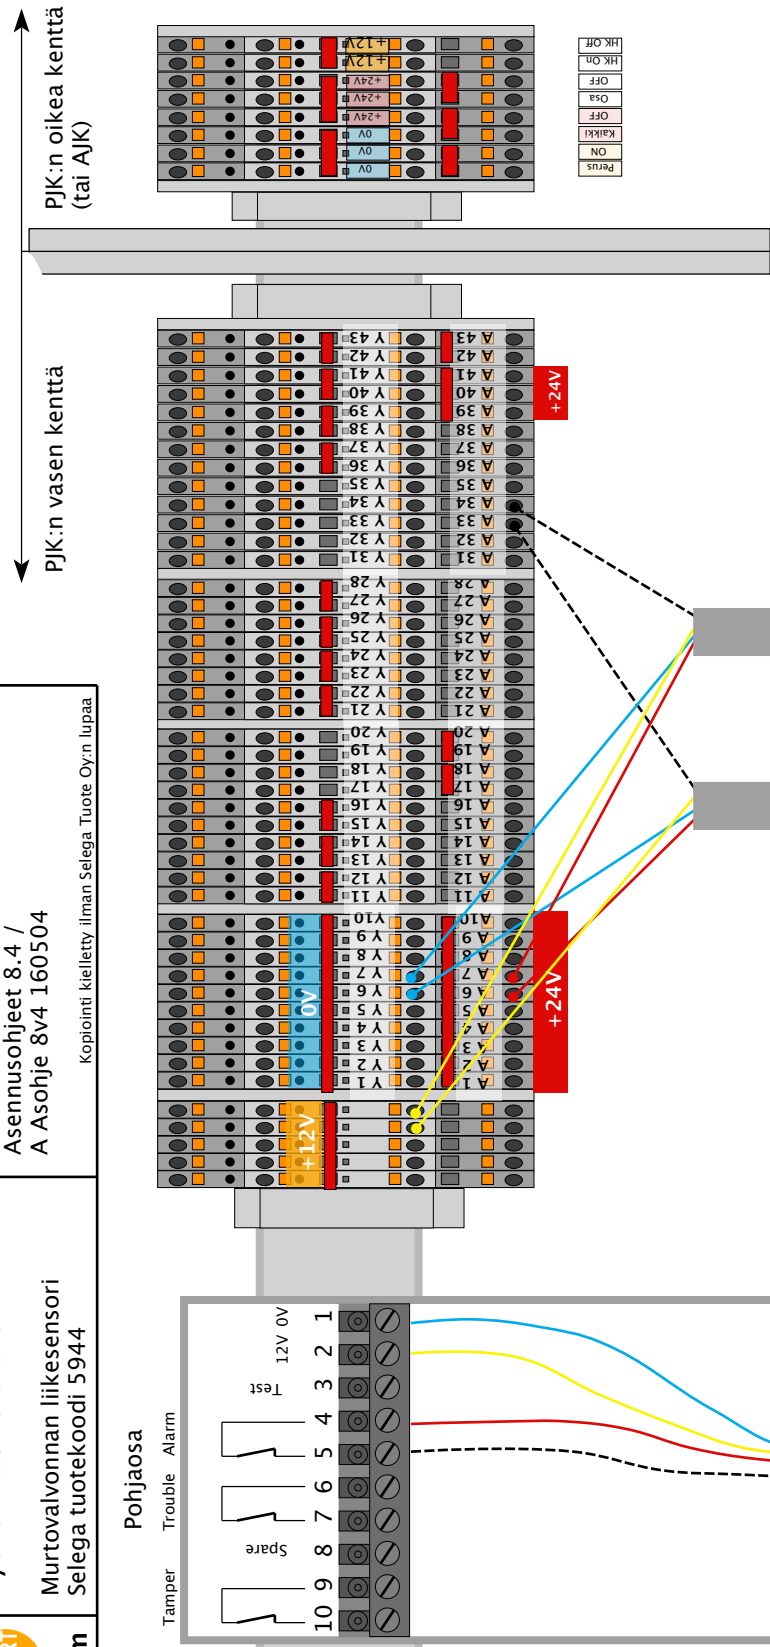 PJK:n oikea kenttä
(tai AJK)
PJK:n vasen kenttä
+12V
+12V
+24V
+24V
+24V
0V
0V
0V
HK Off
HK On
OFF
Osa
OFF
Kaikki
ON
Perus
Y 43
Y 42
Y 41
Y 40
Y 39
Y 38
Y 37
Y 36
Y 35
Y 34
Y 33
Y 32
Y 31
Y 28
Y 27
Y 26
Y 25
Y 24
Y 23
Y 22
Y 21
Y 20
Y 19
Y 18
Y 17
Y 16
Y 15
Y 14
Y 13
Y 12
Y 11
Y10
Y 9
Y 8
Y 7
Y 6
Y 5
Y 4
Y 3
Y 2
Y 1
A 43
A 42
A 41
A 40
A 39
A 38
A 37
A 36
A 35
A 34
A 33
A 32
A 31
A 28
A 27
A 26
A 25
A 24
A 23
A 22
A 21
A 20
A 19
A 18
A 17
A 16
A 15
A 14
A 13
A 12
A 11
A10
A 9
A 8
A 7
A 6
A 5
A 3
A 2
A 1
+24V
0V
+24V
+12V
Asennusohjeet 8.4 /
A Asohje 8v4 160504
Kopiointi kielletty ilman Selega Tuote Oy:n lupaa
Murtovalvonnan liikesensori
Selega tuotekoodi 5944
Pohjaosa
Tamper
Trouble
Alarm
Spare
Test
12V 0V
10 9 8 7 6 5 4 3 2 1